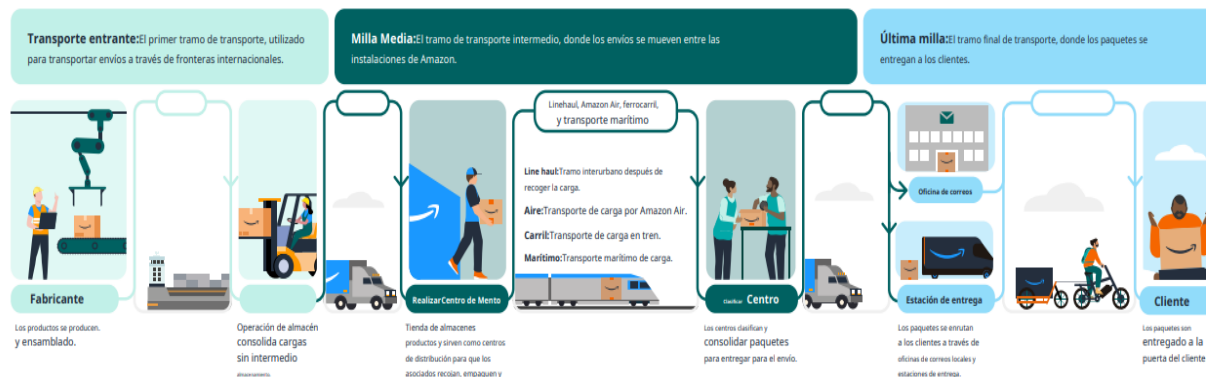 Transporte entrante:El primer tramo de transporte, utilizado
para transportar envíos a través de fronteras internacionales.
Milla Media:El tramo de transporte intermedio, donde los envíos se mueven entre las
instalaciones de Amazon.
Última milla:El tramo final de transporte, donde los paquetes se
entregan a los clientes.
Linehaul, Amazon Air, ferrocarril,
y transporte marítimo
Line haul:Tramo interurbano después de
recoger la carga.
Aire:Transporte de carga por Amazon Air.
Carril:Transporte de carga en tren.
Marítimo:Transporte marítimo de carga.
Oficina de correos
Fabricante
Los productos se producen.
y ensamblado.
Operación de almacén
consolida cargas
sin intermedio
almacenamiento.
RealizarCentro de Mento
Tienda de almacenes
productos y sirven como centros
de distribución para que los
asociados recojan, empaquen y
Clasificar Centro
Los centros clasifican y
consolidar paquetes
para entregar para el envío.
Estación de entrega
Los paquetes se enrutan
a los clientes a través de
oficinas de correos locales y
estaciones de entrega.
Cliente
Los paquetes son
entregado a la
puerta del cliente